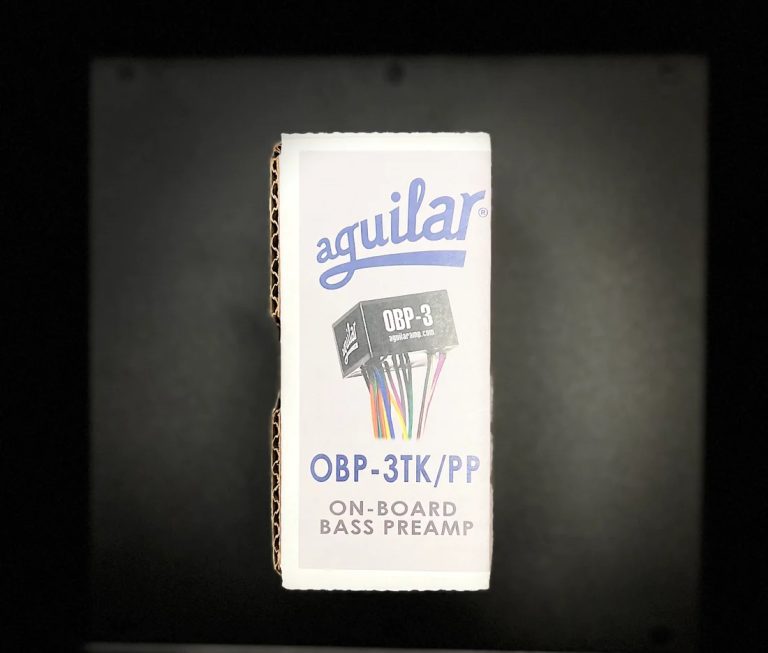 aguilar®
OBP-3
aguilaramp.com
aguilar
OBP-3TK/PP
ON-BOARD
BASS PREAMP